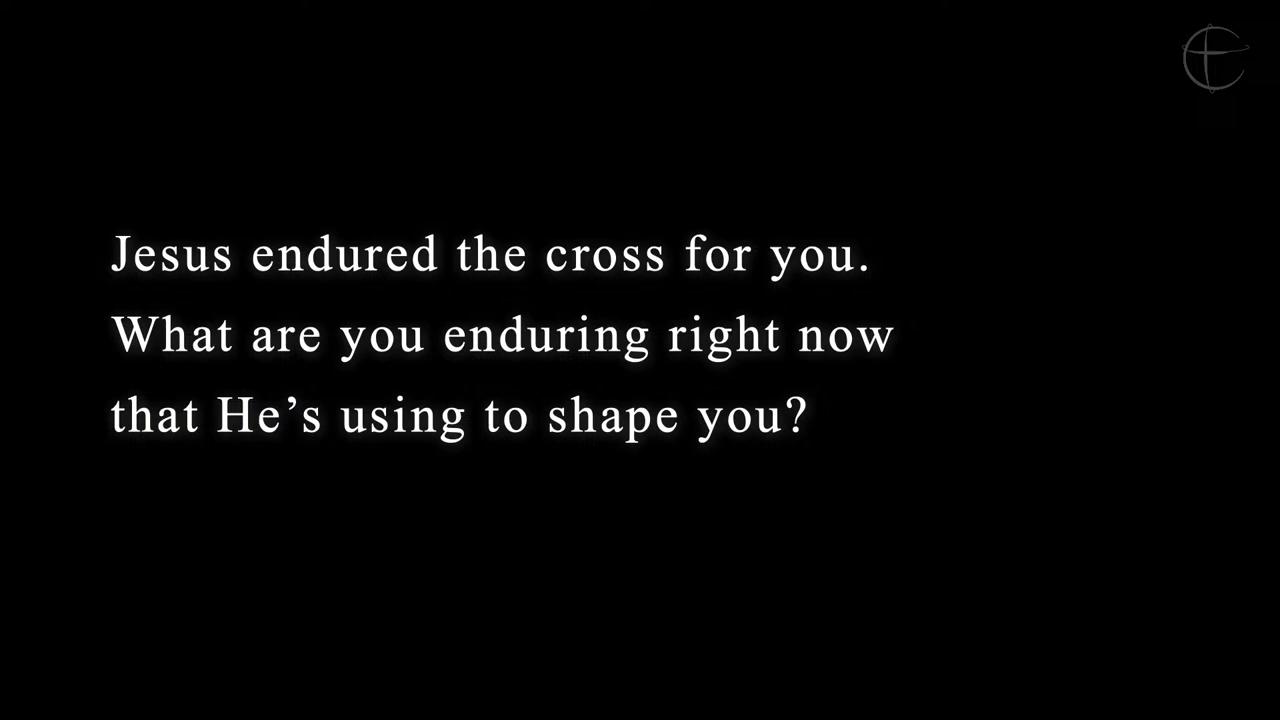 Jesus endured the cross for you.
What are you enduring right now
that He’s using to shape you?